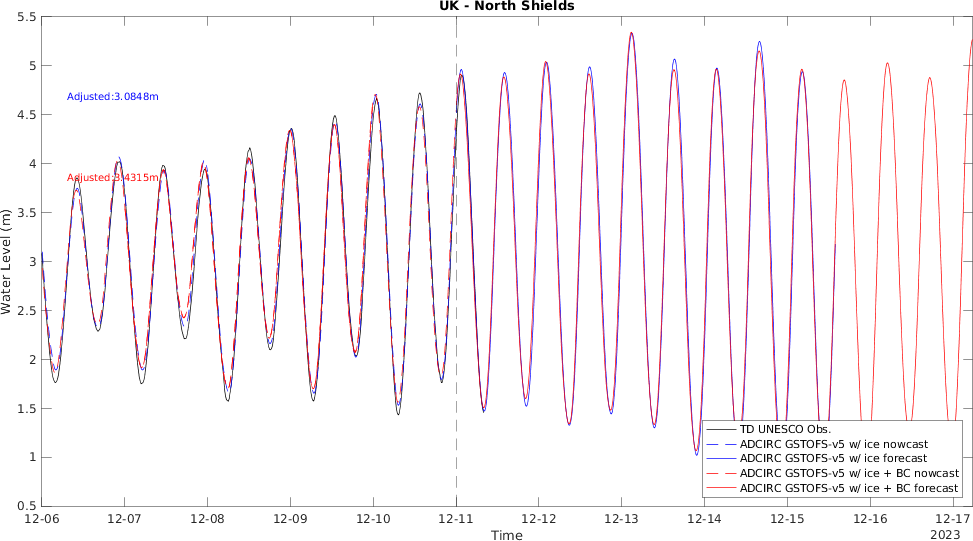 UK - North Shields
5.5
5
4.5
4
3.5
3
2.5
2
1.5
1
0.5
Water Level (m)
Adjusted:3.0848m
Adjusted:3.4315m
TD UNESCO Obs.
ADCIRC GSTOFS-v5 w/ ice nowcast
ADCIRC GSTOFS-v5 w/ ice forecast
ADCIRC GSTOFS-v5 w/ ice + BC nowcast
ADCIRC GSTOFS-v5 w/ ice + BC forecast
12-06 12-07 12-08 12-09 12-10 12-11 12-12 12-13 12-14 12-15 12-16 12-17
Time
2023